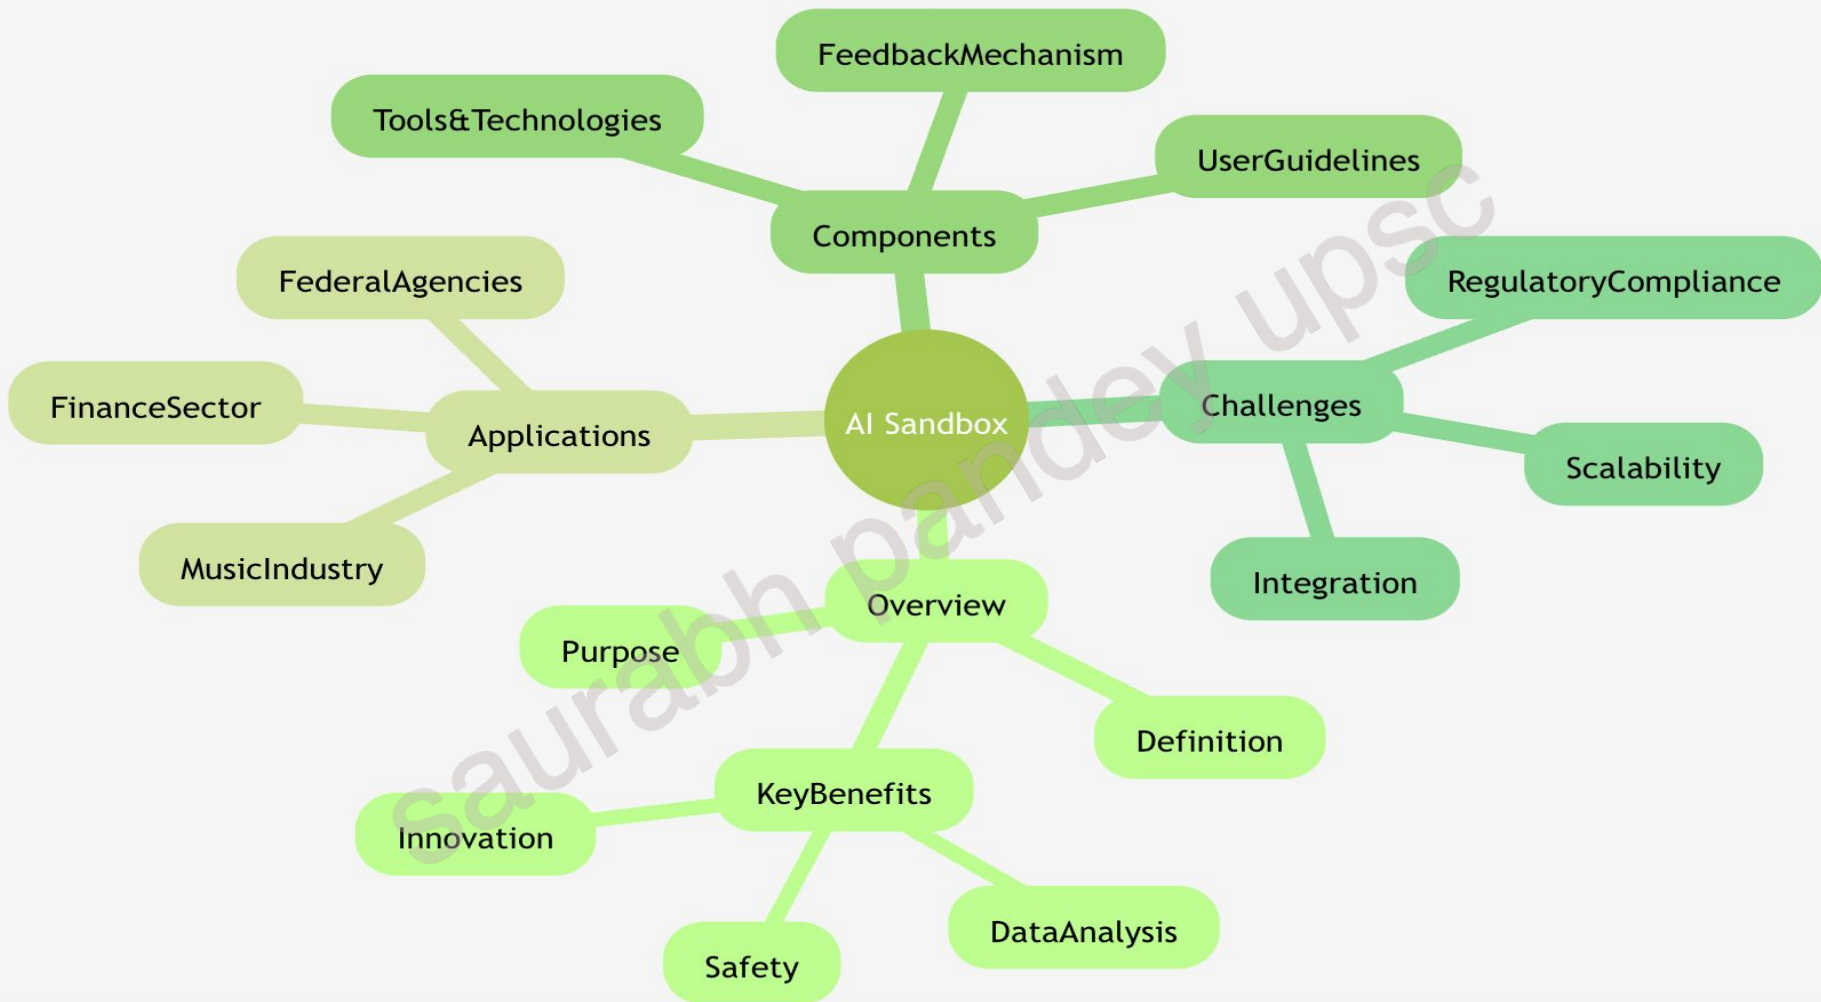 FeedbackMechanism
Tools&Technologies
UserGuidelines
Components
FederalAgencies
RegulatoryCompliance
FinanceSector
Applications
AI Sandbox
Challenges
Scalability
MusicIndustry
Integration
Overview
Purpose
Definition
KeyBenefits
Innovation
DataAnalysis
Safety
saurabh pandey upsc